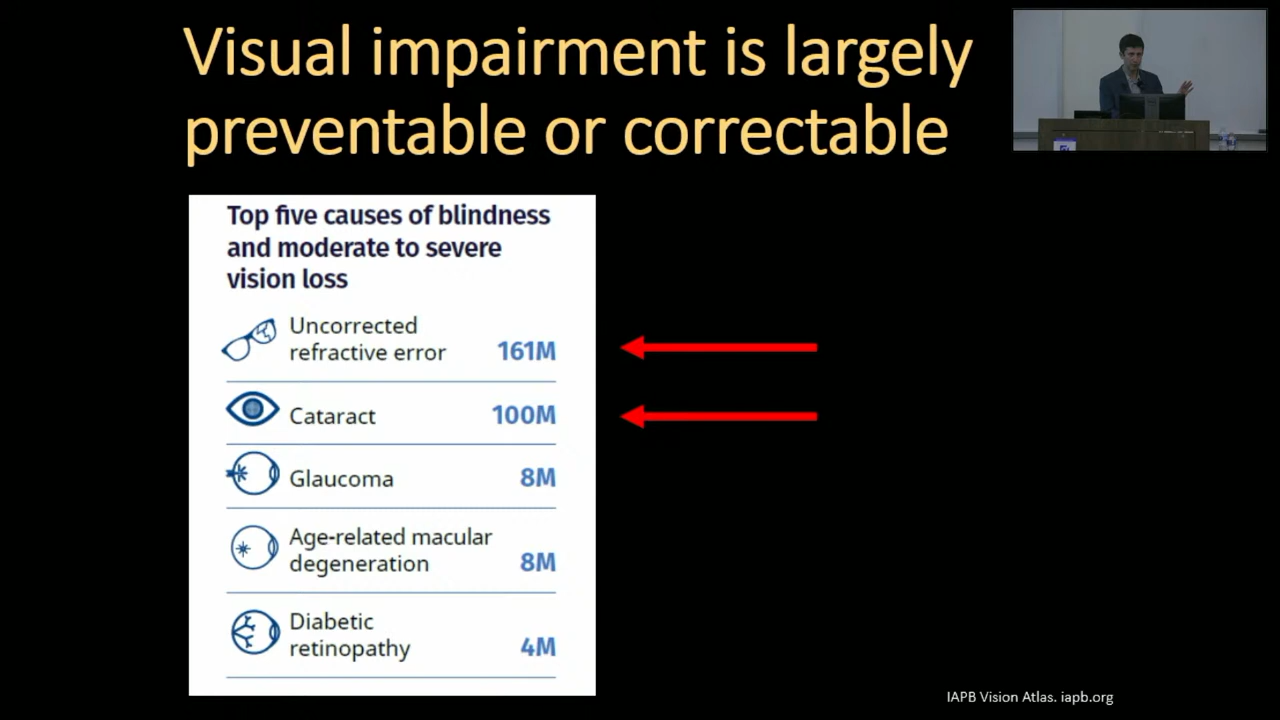 Visual impairment is largely
preventable or correctable
Top five causes of blindness
and moderate to severe
vision loss
Uncorrected
refractive error 161M
Cataract 100M
Glaucoma 8M
Age-related macular
degeneration 8M
Diabetic
retinopathy 4M
IAPB Vision Atlas. iapb.org